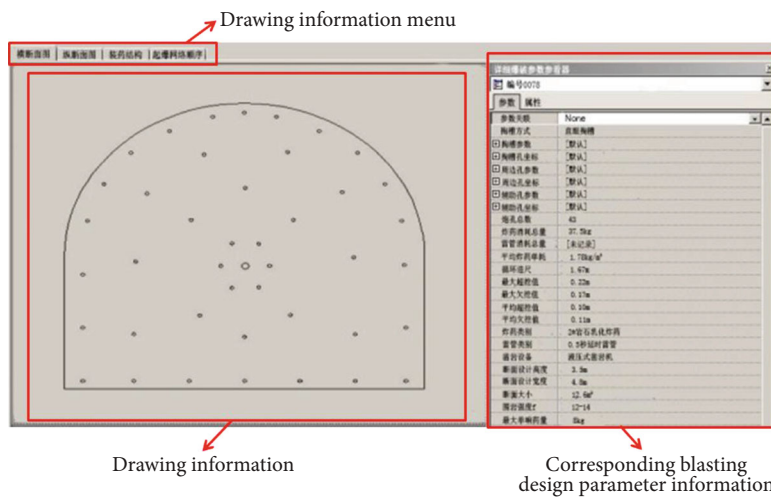 Drawing information menu
横断面图 纵断面图 装药结构 起爆网络顺序
详细爆破参数参看器
编号0078
参数 属性
参数关联 None
掏槽方式 直眼掏槽
掏槽参数 [默认]
掏槽孔坐标 [默认]
周边孔参数 [默认]
周边孔坐标 [默认]
辅助孔参数 [默认]
辅助孔坐标 [默认]
炮孔总数 43
炸药消耗总量 37.5kg
雷管消耗总量 [未记录]
平均炸药单耗 1.78kg/m³
循环进尺 1.67m
最大超挖值 0.22m
最大欠挖值 0.17m
平均超挖值 0.10m
平均欠挖值 0.11m
炸药类别 2#岩石乳化炸药
雷管类别 0.5秒延时雷管
凿岩设备 液压式凿岩机
断面设计高度 3.8m
断面设计宽度 4.0m
断面大小 12.6m²
围岩强度f 12-14
最大单响药量 8kg
Drawing information
Corresponding blasting
design parameter information